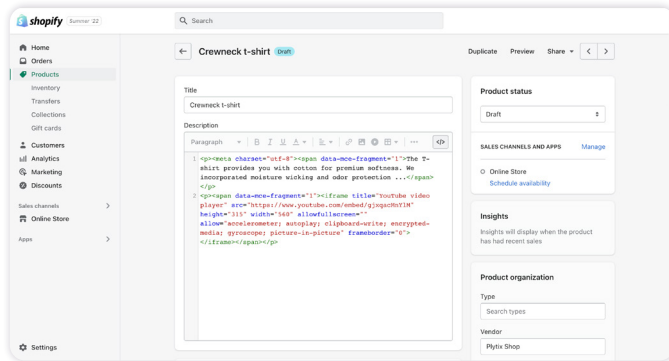 shopify Summer '22
Search
Home
Orders
Products
Inventory
Transfers
Collections
Gift cards
Customers
Analytics
Marketing
Discounts
Sales channels
Online Store
Apps
Settings
Crewneck t-shirt Draft
Duplicate Preview Share
Title
Crewneck t-shirt
Description
Paragraph B I U A </>
1 <p><meta charset="utf-8"><span data-mce-fragment="1">The T-
shirt provides you with cotton for premium softness. We
incorporated moisture wicking and odor protection ...</span>
</p>
2 <p><span data-mce-fragment="1"><iframe title="YouTube video
player" src="https://www.youtube.com/embed/
height="315" width="560" allowfullscreen=""
allow="accelerometer; autoplay; clipboard-write; encrypted-
media; gyroscope; picture-in-picture" frameborder="0">
</iframe></span></p>
Product status
Draft
SALES CHANNELS AND APPS Manage
Online Store
Schedule availability
Insights
Insights will display when the product
has had recent sales
Product organization
Type
Search types
Vendor
Plytix Shop